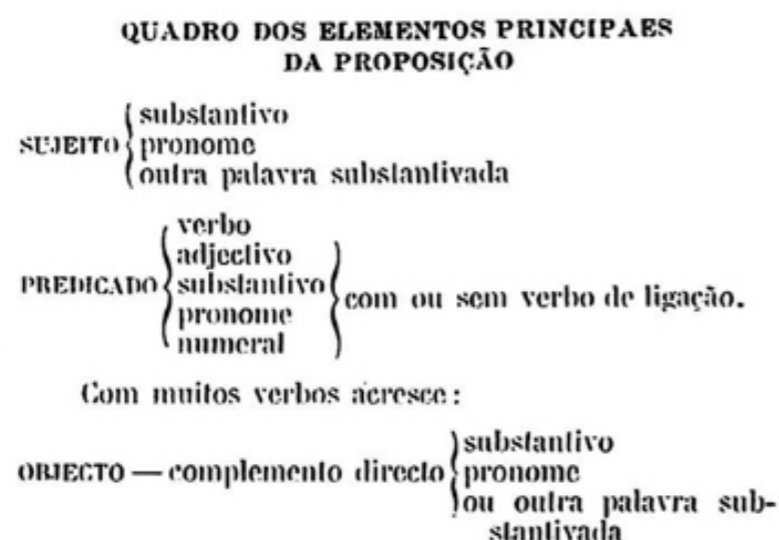 QUADRO DOS ELEMENTOS PRINCIPAES
DA PROPOSIÇÃO
substantivo
SUJEITO pronome
outra palavra substantivada
verbo
adjectivo
PREDICADO substantivo
com ou sem verbo de ligação.
pronome
numeral
Com muitos verbos acresce:
substantivo
OBJECTO — complemento directo pronome
ou outra palavra sub-
stantivada